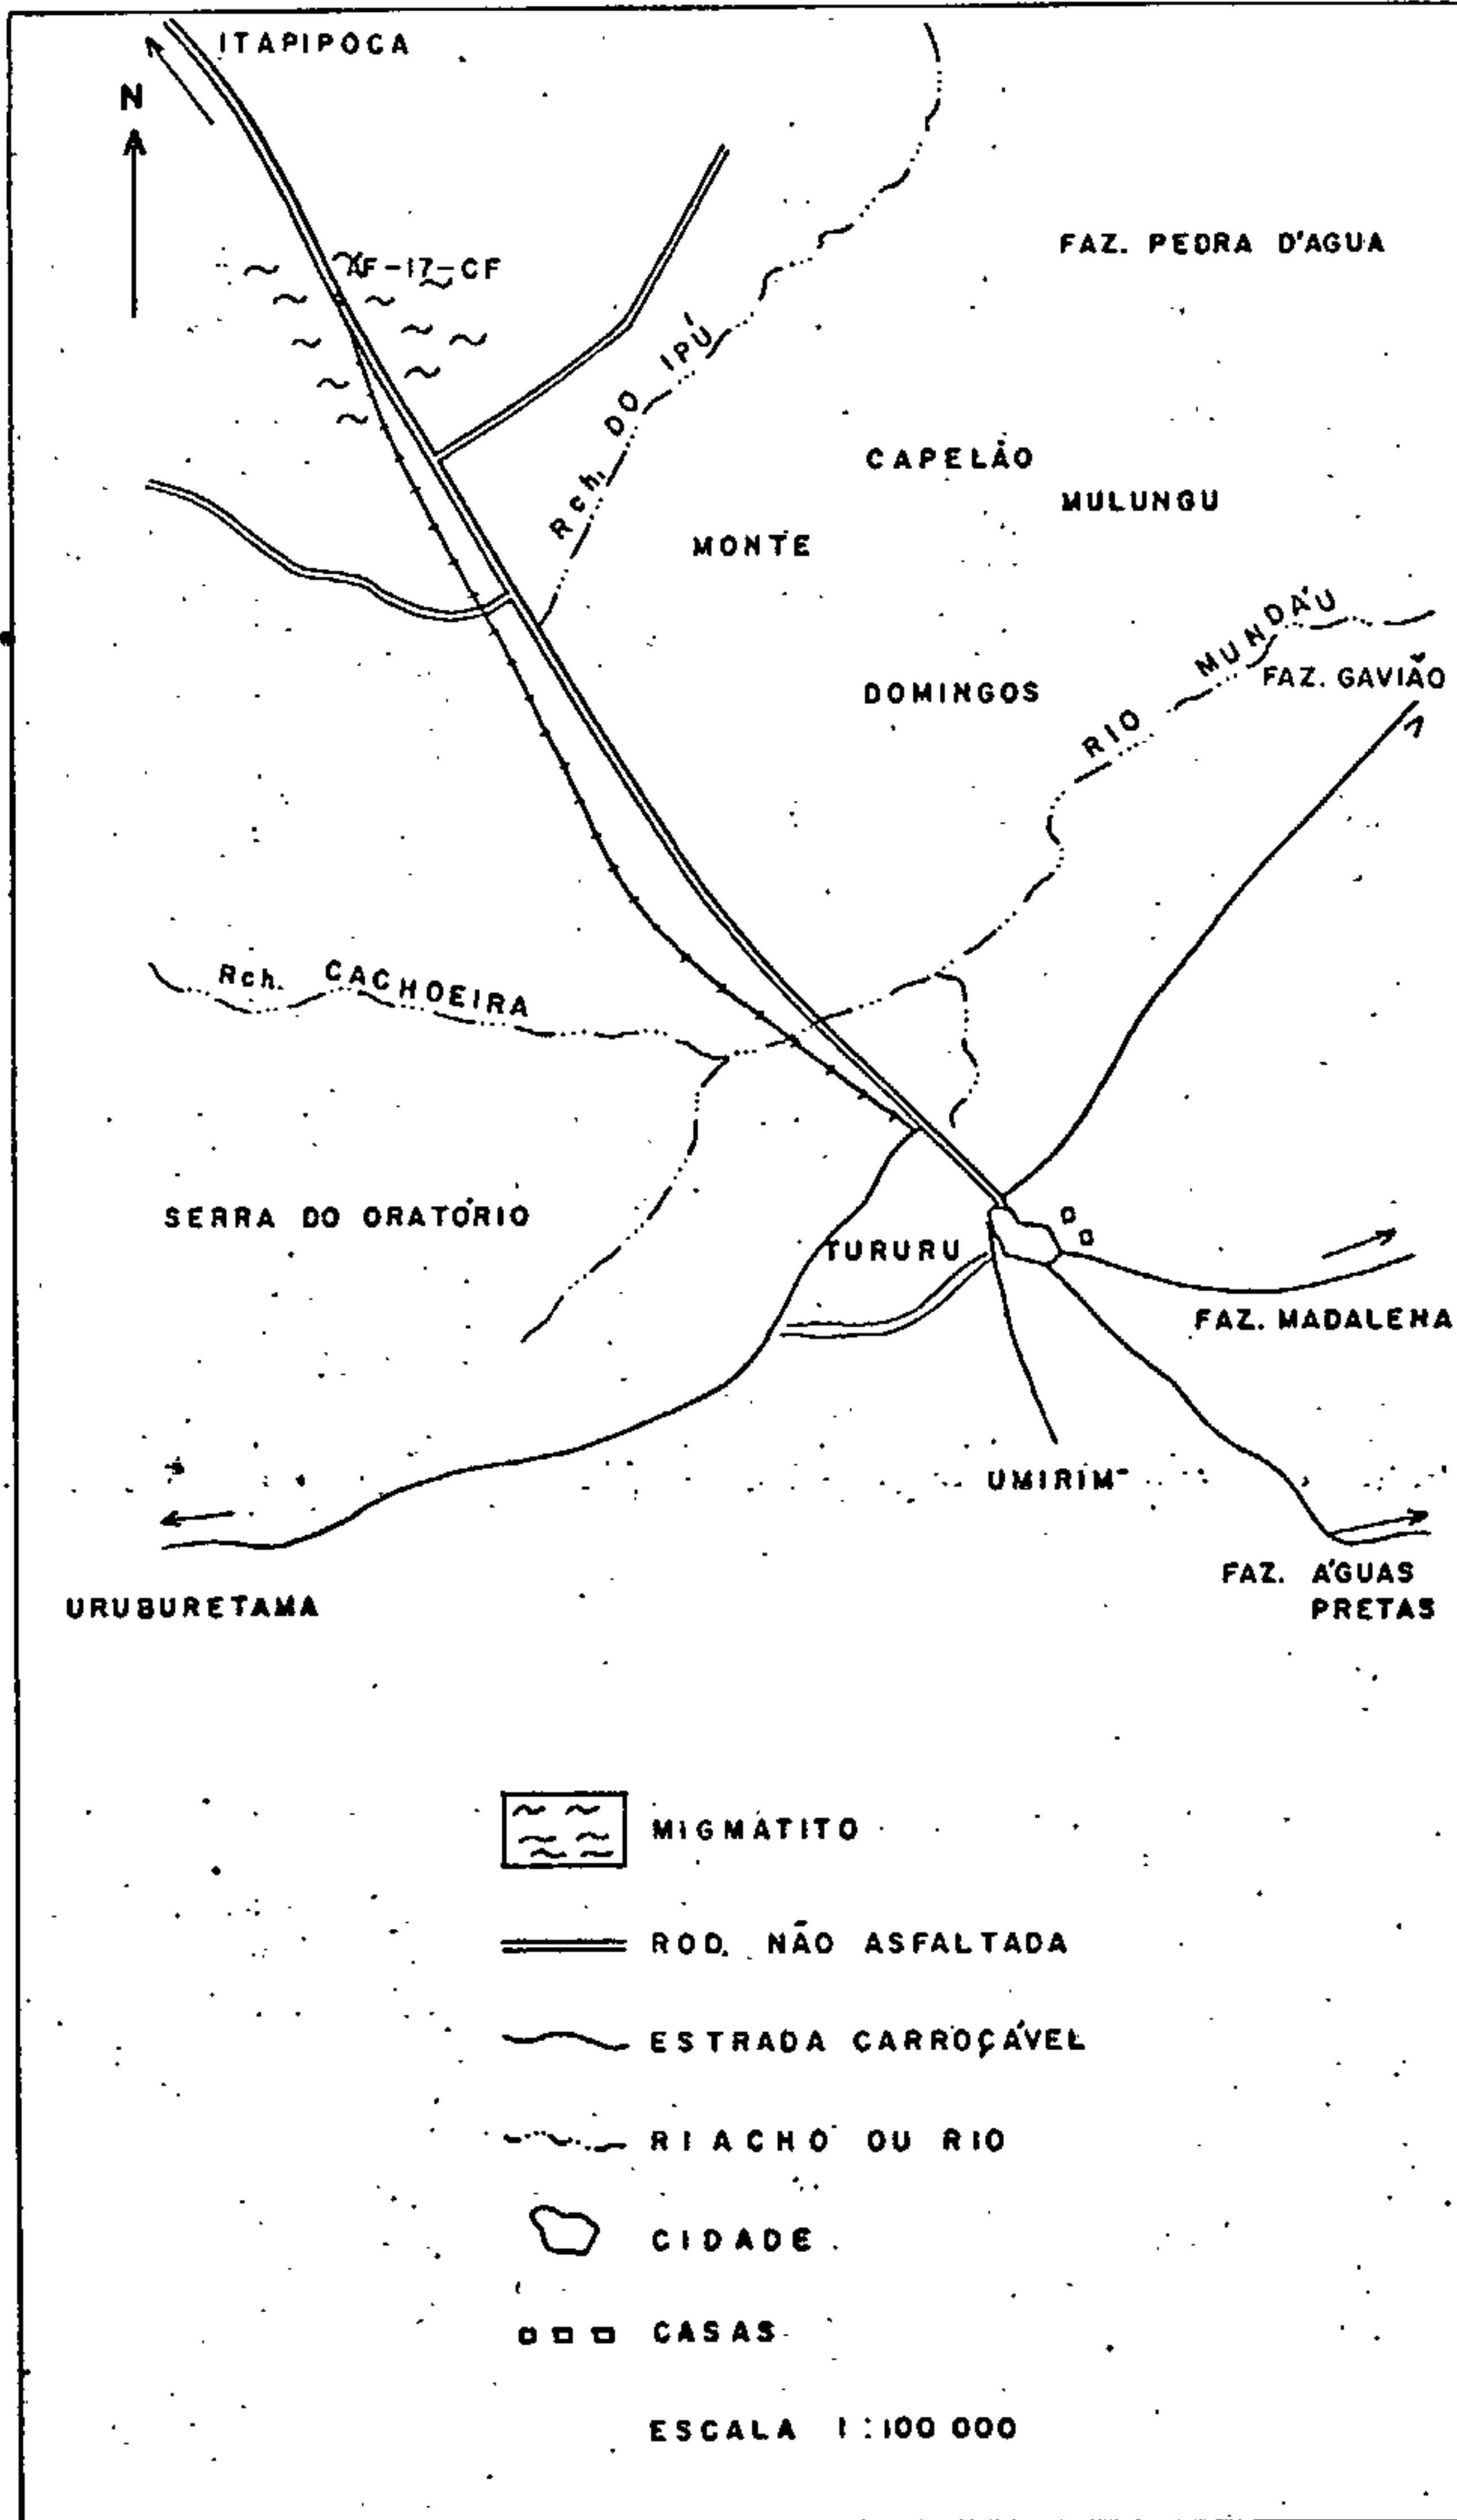 ITAPIPOCA
N
AF-17-CF
FAZ. PEDRA D'AGUA
Rch. DO IPÚ
CAPELÃO
MULUNGU
MONTE
RIO MUNDAÚ
FAZ. GAVIÃO
DOMINGOS
Rch. CACHOEIRA
SERRA DO ORATÓRIO
TURURU
FAZ. MADALENA
UMIRIM
FAZ. ÁGUAS
PRETAS
URUBURETAMA
MIGMATITO
ROD. NÃO ASFALTADA
ESTRADA CARROÇÁVEL
RIACHO OU RIO
CIDADE
CASAS
ESCALA 1:100 000